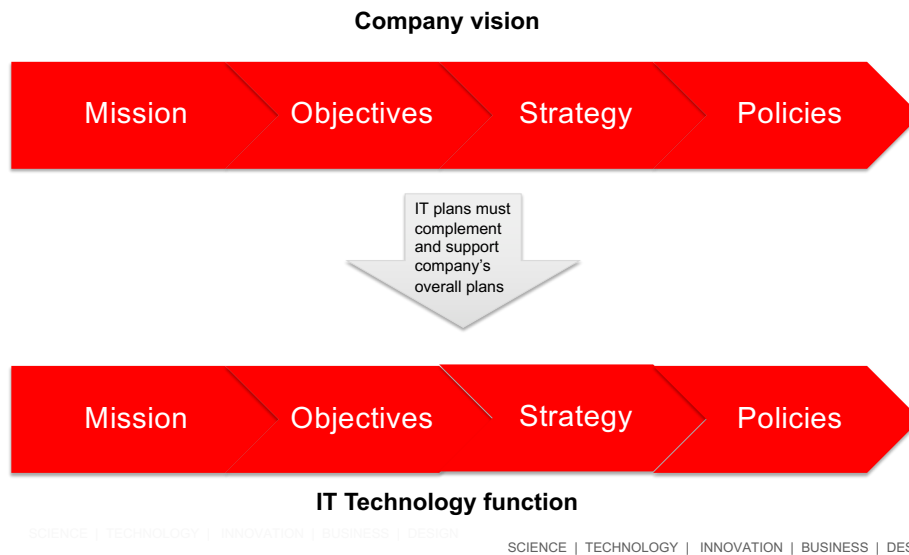 Company vision
Mission Objectives Strategy Policies
IT plans must
complement
and support
company's
overall plans
Mission Objectives Strategy Policies
IT Technology function
SCIENCE | TECHNOLOGY | INNOVATION | BUSINESS | DESIGN
SCIENCE | TECHNOLOGY | INNOVATION | BUSINESS | DES